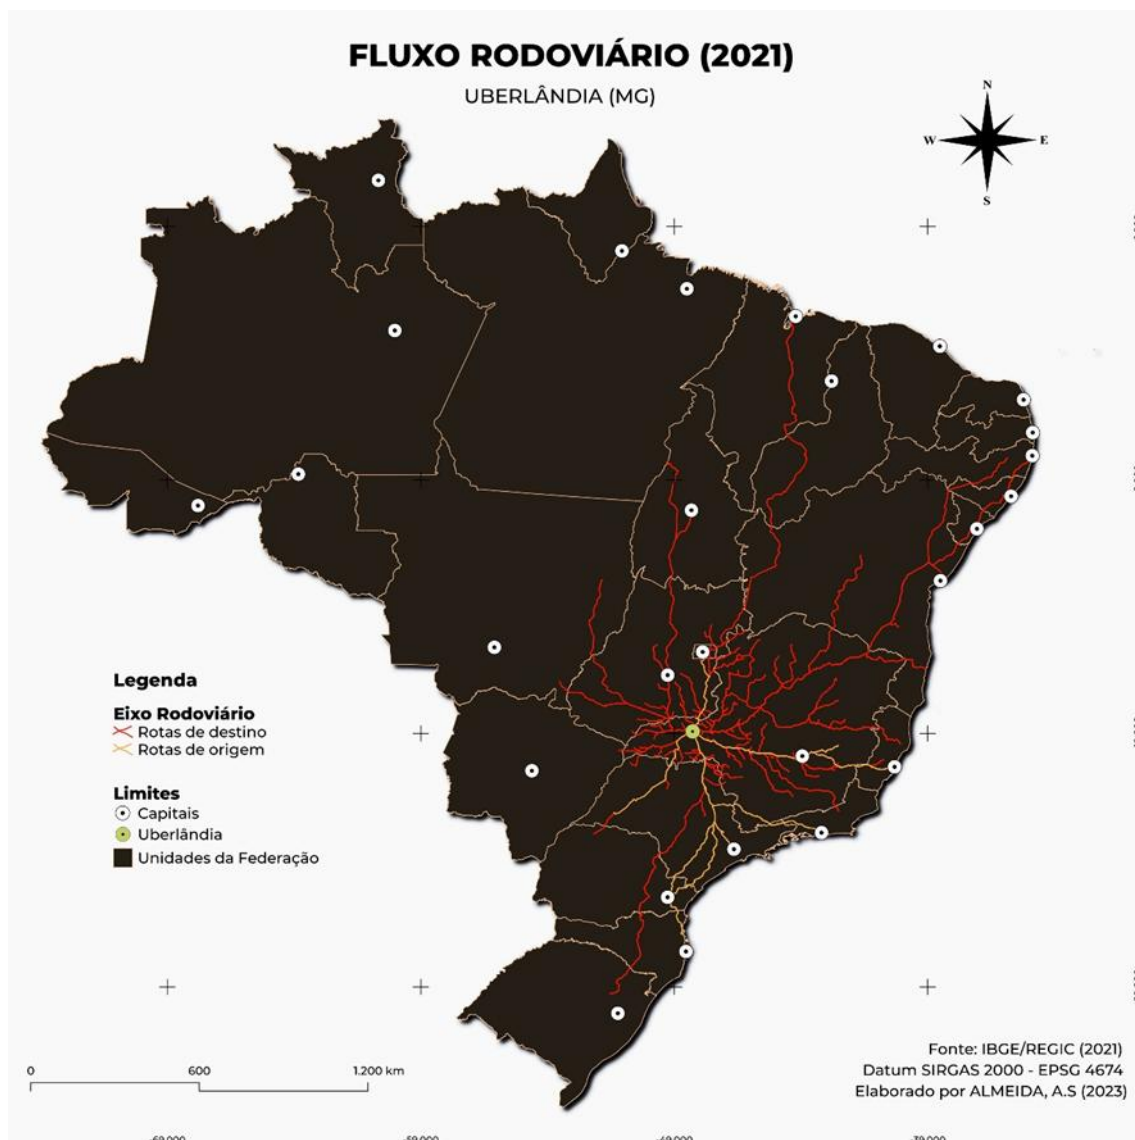 FLUXO RODOVIÁRIO (2021)
UBERLÂNDIA (MG)
N
W
E
S
Legenda
Eixo Rodoviário
Rotas de destino
Rotas de origem
Limites
Capitais
Uberlândia
Unidades da Federação
0
600
1.200 km
Fonte: IBGE/REGIC (2021)
Datum SIRGAS 2000 - EPSG 4674
Elaborado por ALMEIDA, A.S (2023)